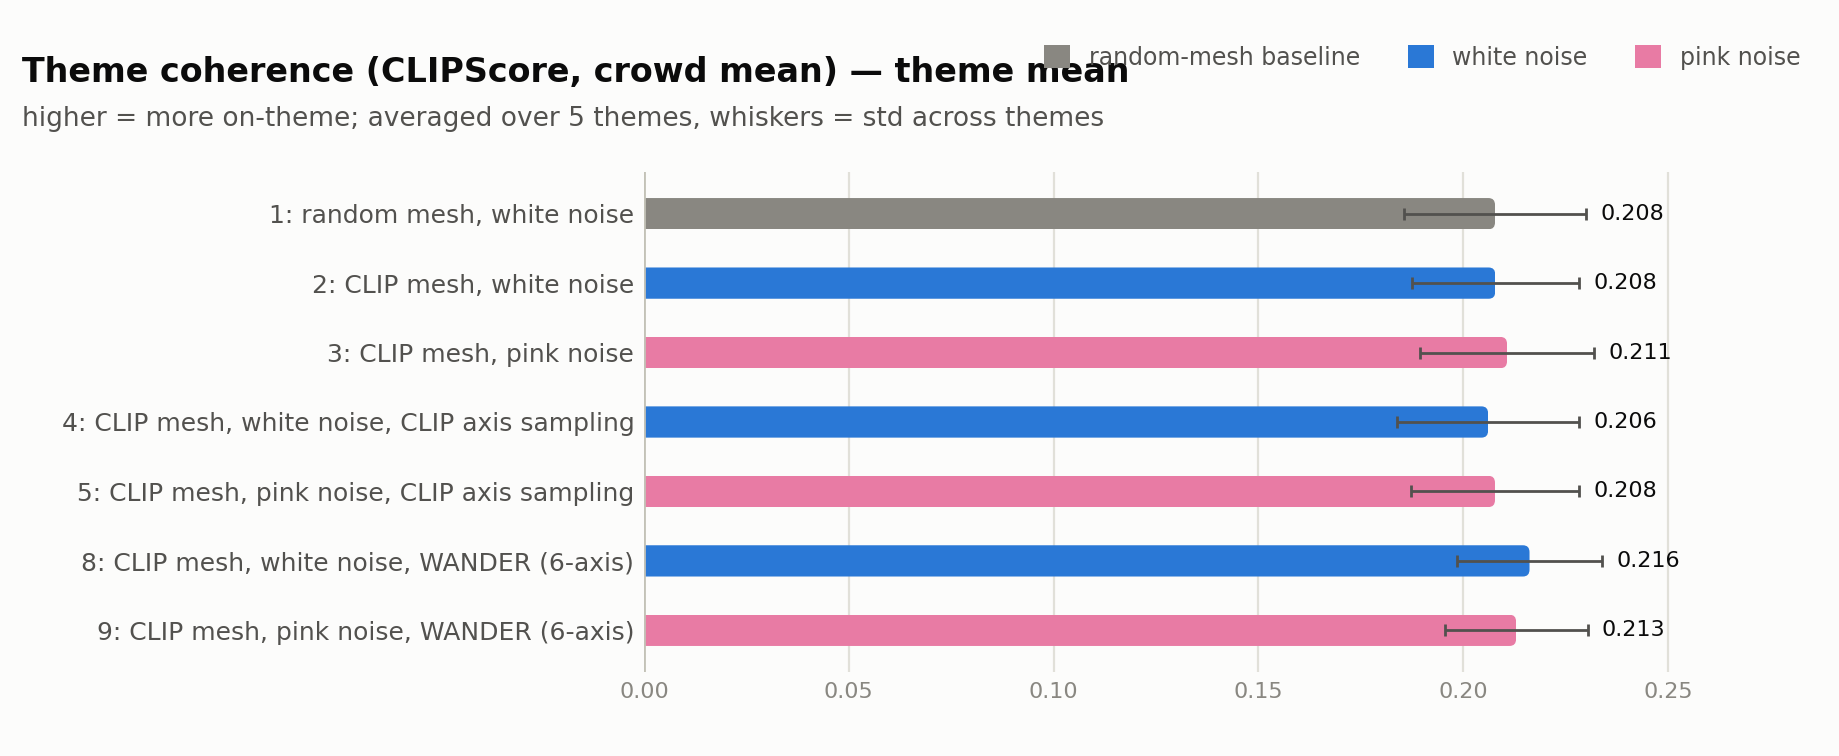 Theme coherence (CLIPScore, crowd mean) — theme mean
random-mesh baseline
white noise
pink noise
higher = more on-theme; averaged over 5 themes, whiskers = std across themes
1: random mesh, white noise
0.208
2: CLIP mesh, white noise
0.208
3: CLIP mesh, pink noise
0.211
4: CLIP mesh, white noise, CLIP axis sampling
0.206
5: CLIP mesh, pink noise, CLIP axis sampling
0.208
8: CLIP mesh, white noise, WANDER (6-axis)
0.216
9: CLIP mesh, pink noise, WANDER (6-axis)
0.213
0.00 0.05 0.10 0.15 0.20 0.25